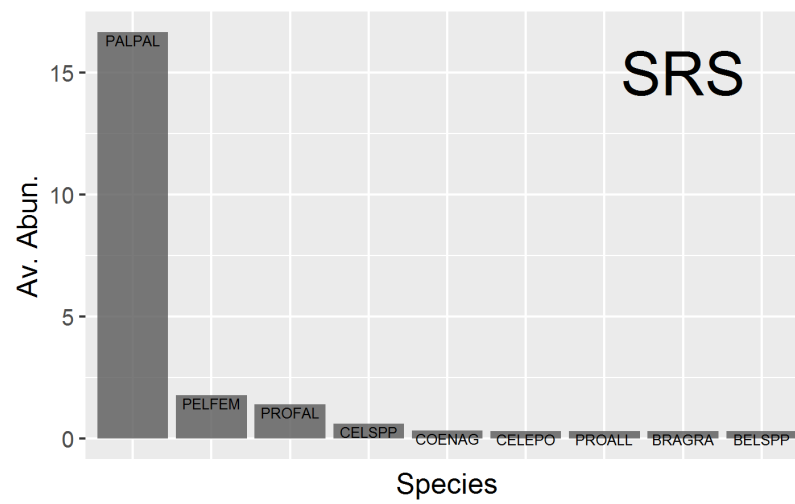 SRS
Av. Abun.
15
10
5
0
PALPAL
PELFEM
PROFAL
CELSPP
COENAG
CELEPO
PROALL
BRAGRA
BELSPP
Species